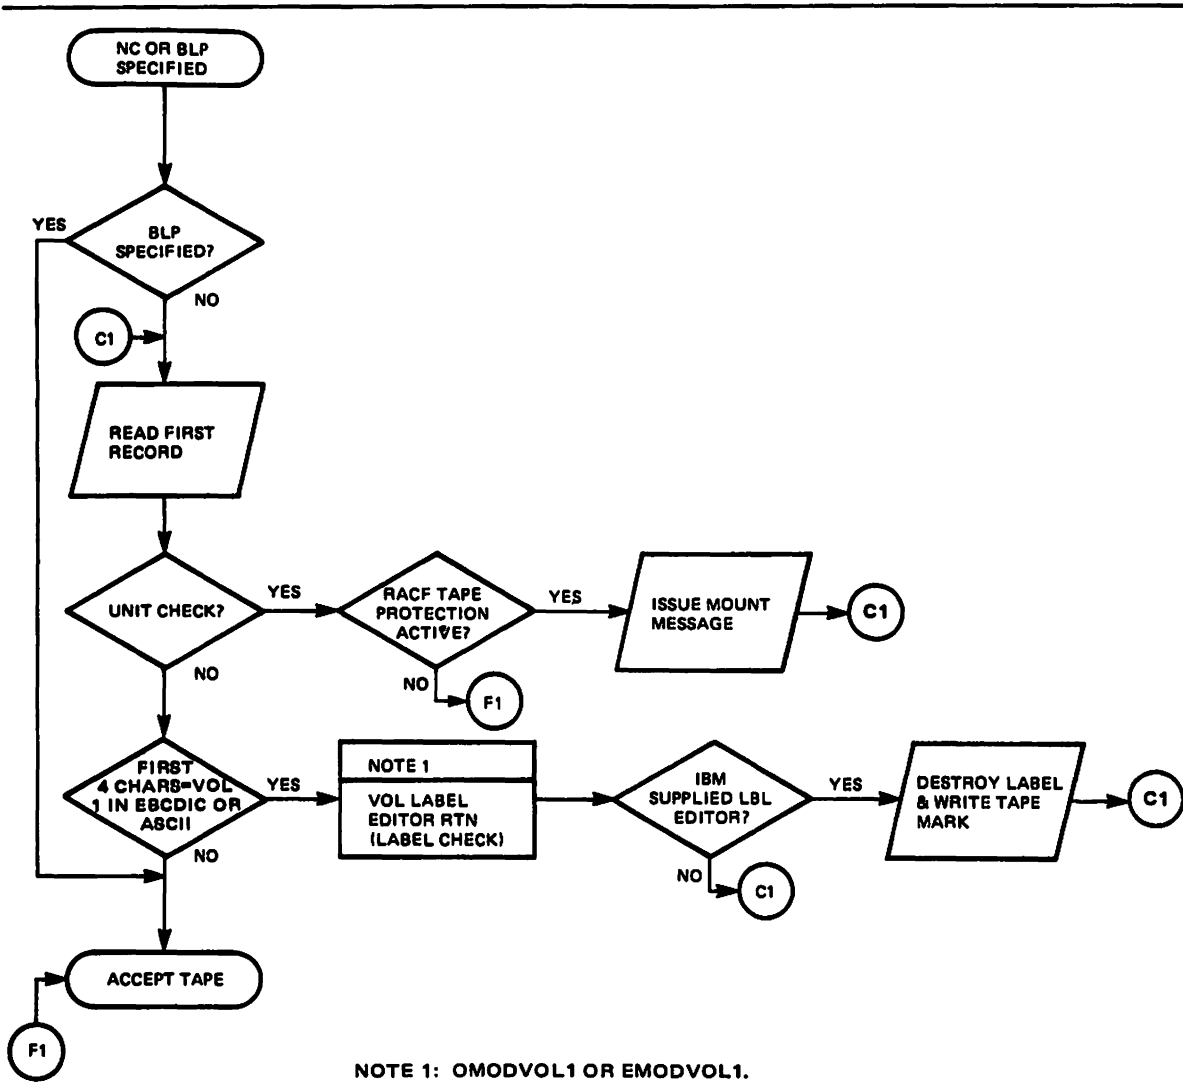 NC OR BLP
SPECIFIED
YES
BLP
SPECIFIED?
NO
C1
READ FIRST
RECORD
UNIT CHECK?
YES
RACF TAPE
PROTECTION
ACTIVE?
YES
ISSUE MOUNT
MESSAGE
C1
NO
NO
F1
FIRST
4 CHARS=VOL
1 IN EBCDIC OR
ASCII
YES
NOTE 1
VOL LABEL
EDITOR RTN
(LABEL CHECK)
IBM
SUPPLIED LBL
EDITOR?
YES
DESTROY LABEL
& WRITE TAPE
MARK
C1
NO
NO
C1
ACCEPT TAPE
F1
NOTE 1: OMODVOL1 OR EMODVOL1.